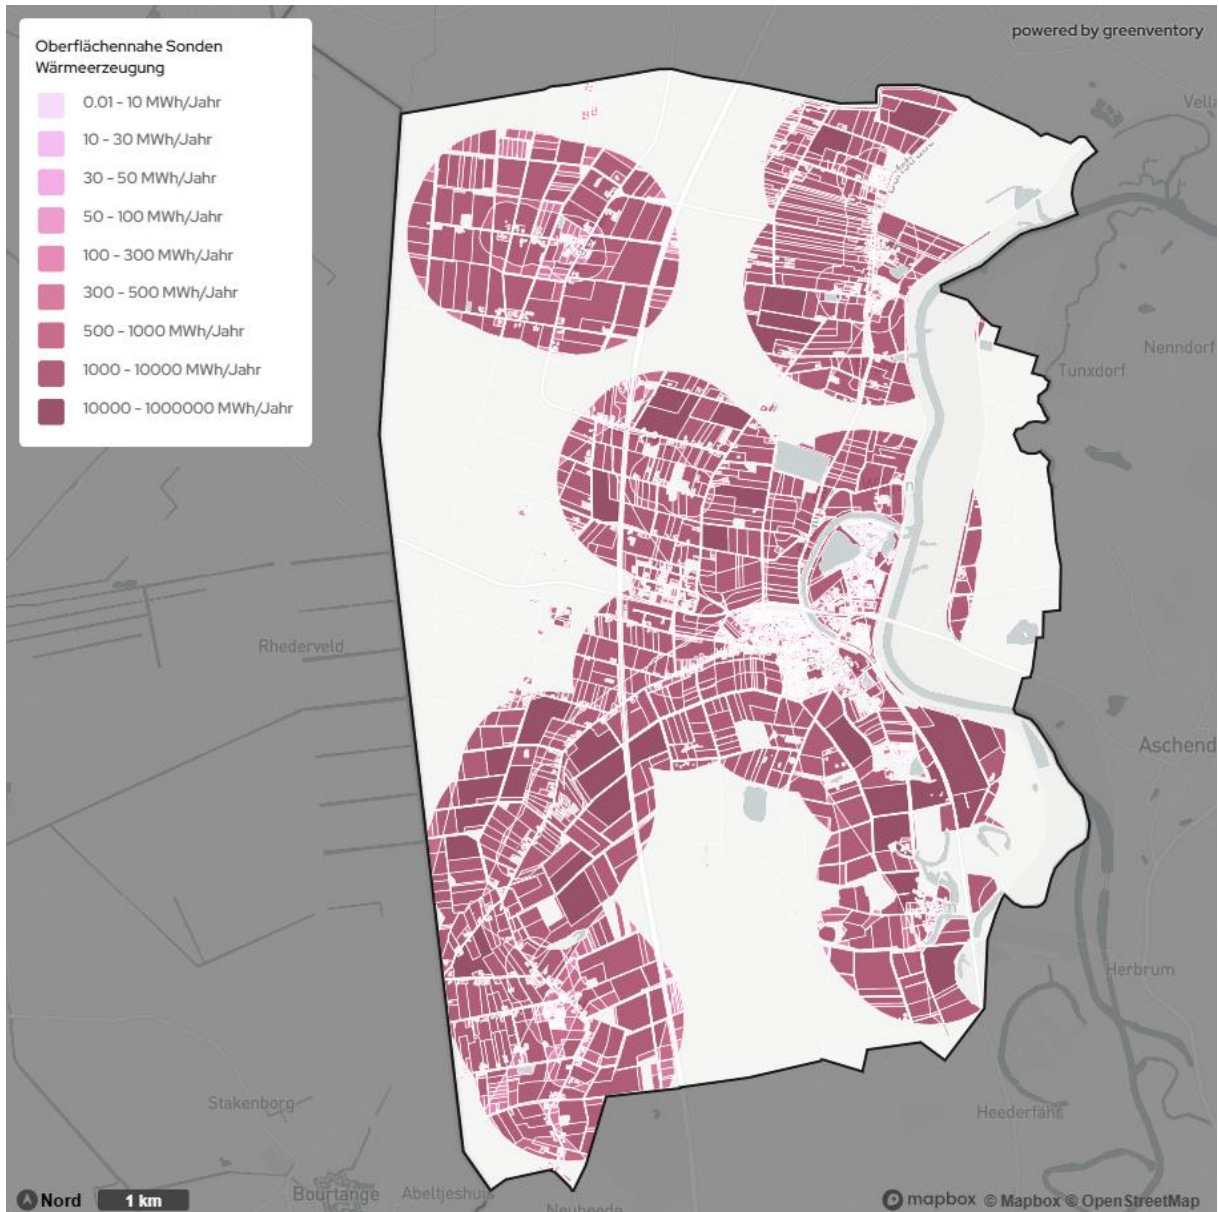 Oberflächennahe Sonden
Wärmeerzeugung
0.01 - 10 MWh/Jahr
10 - 30 MWh/Jahr
30 - 50 MWh/Jahr
50 - 100 MWh/Jahr
100 - 300 MWh/Jahr
300 - 500 MWh/Jahr
500 - 1000 MWh/Jahr
1000 - 10000 MWh/Jahr
10000 - 1000000 MWh/Jahr
powered by greenventory
Vella
Dorfstraße
Nenndorf
Tunxdorf
Rhederveld
Aschend
Herbrum
Stakenborg
Heederfähr
Bourtange
Abeltjeshuis
Neuheede
Nord
1 km
mapbox © Mapbox © OpenStreetMap